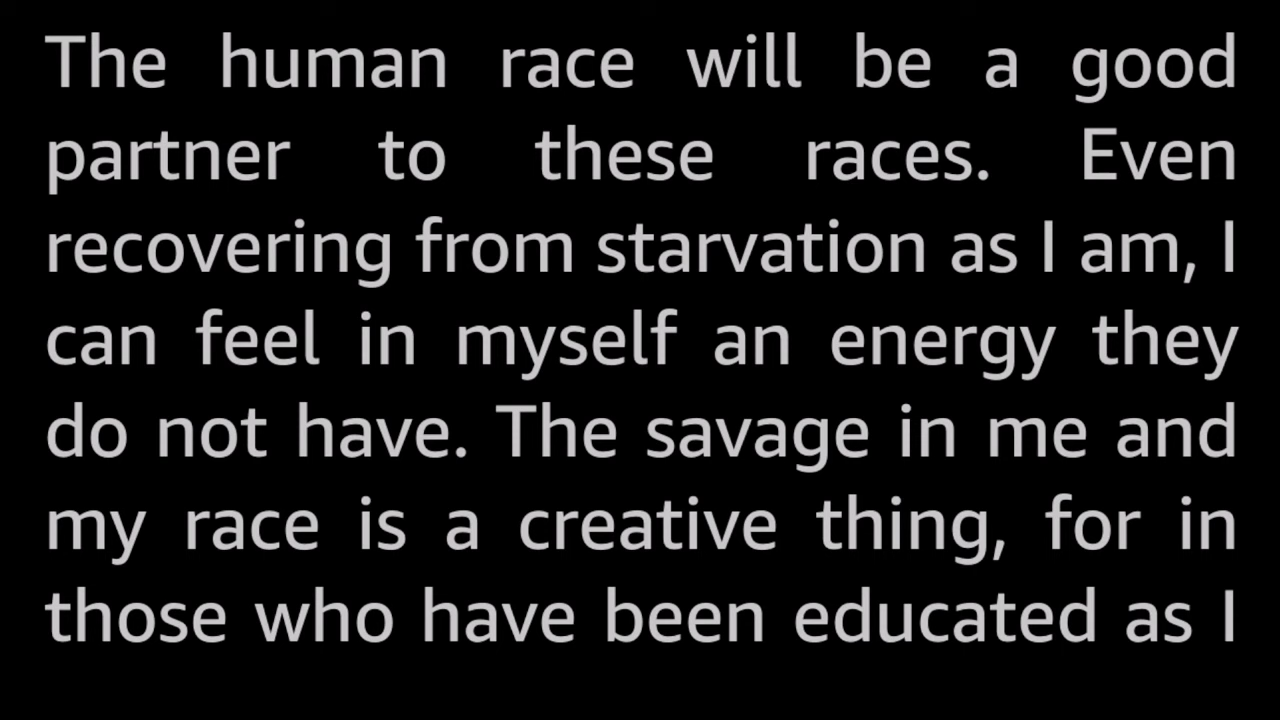 The human race will be a good
partner to these races. Even
recovering from starvation as I am, I
can feel in myself an energy they
do not have. The savage in me and
my race is a creative thing, for in
those who have been educated as I